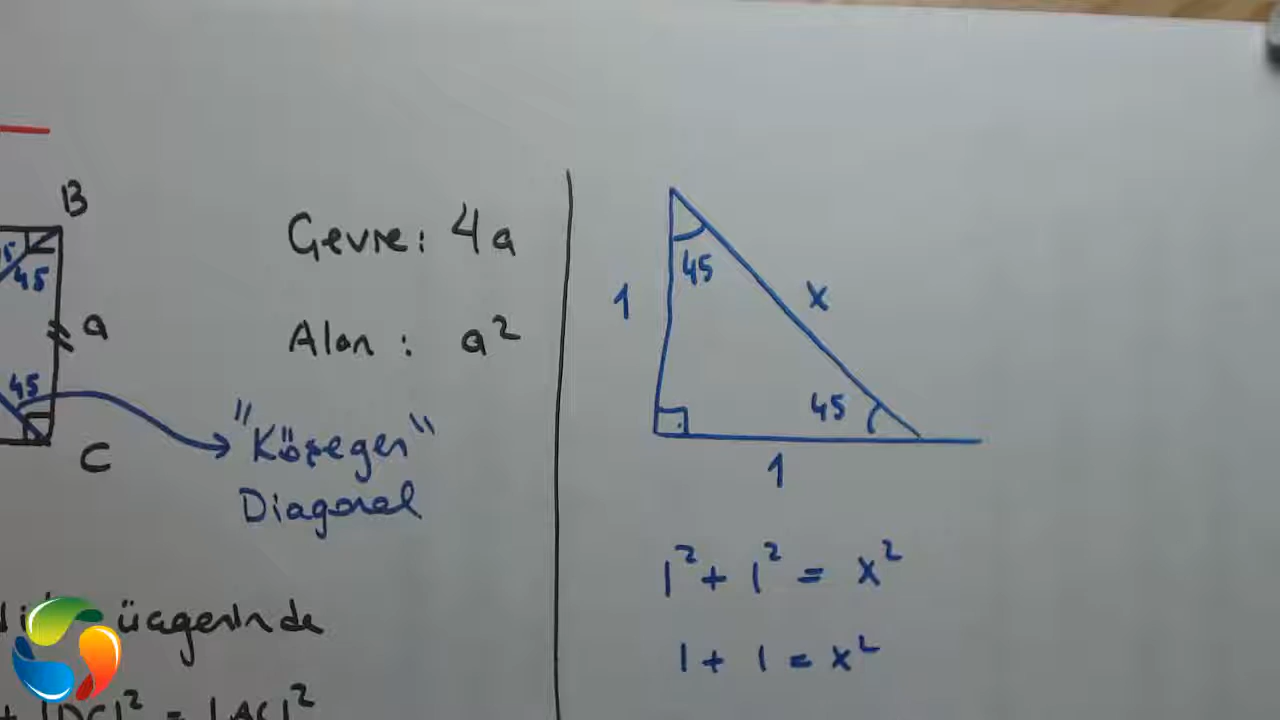 B
45
a
45
C
Çevre: 4a
Alan: a²
"Köşegen"
Diagonal
üçgeninde
+ |DC|² = |AC|²
45
1
x
45
1
1² + 1² = x²
1 + 1 = x²